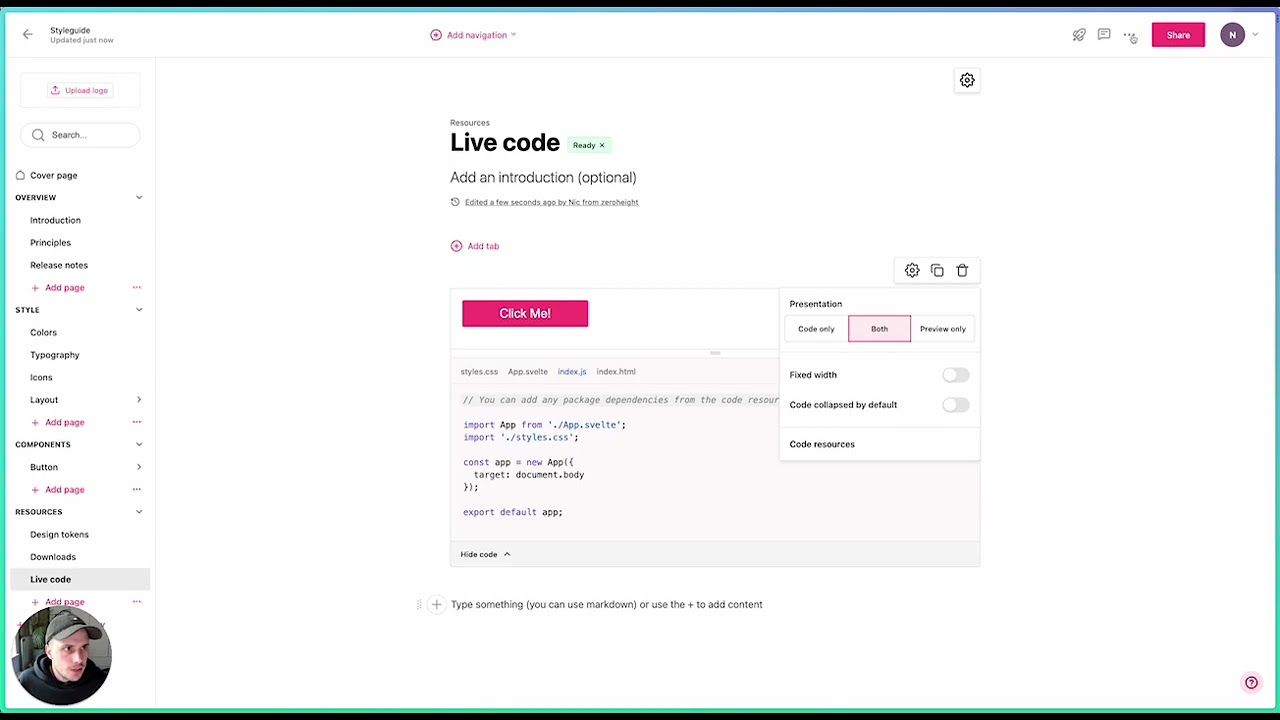 Styleguide
Updated just now
Add navigation
Share
N
Upload logo
Search...
Cover page
OVERVIEW
Introduction
Principles
Release notes
+ Add page
STYLE
Colors
Typography
Icons
Layout
+ Add page
COMPONENTS
Button
+ Add page
RESOURCES
Design tokens
Downloads
Live code
+ Add page
Resources
Live code
Ready ×
Add an introduction (optional)
Edited a few seconds ago by Nic from zeroheight
Add tab
Click Me!
Presentation
Code only Both Preview only
Fixed width
Code collapsed by default
Code resources
styles.css App.svelte index.js index.html
// You can add any package dependencies from the code
import App from './App.svelte';
import './styles.css';
const app = new App({
target: document.body
});
export default app;
Hide code
Type something (you can use markdown) or use the + to add content